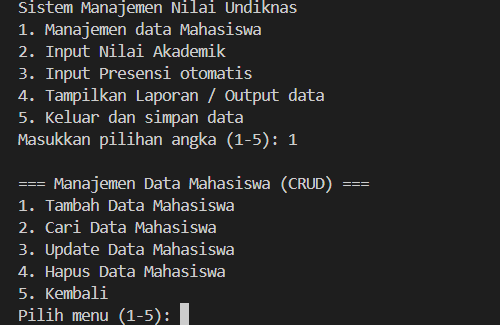 Sistem Manajemen Nilai Undiknas
1. Manajemen data Mahasiswa
2. Input Nilai Akademik
3. Input Presensi otomatis
4. Tampilkan Laporan / Output data
5. Keluar dan simpan data
Masukkan pilihan angka (1-5): 1
=== Manajemen Data Mahasiswa (CRUD) ===
1. Tambah Data Mahasiswa
2. Cari Data Mahasiswa
3. Update Data Mahasiswa
4. Hapus Data Mahasiswa
5. Kembali
Pilih menu (1-5):